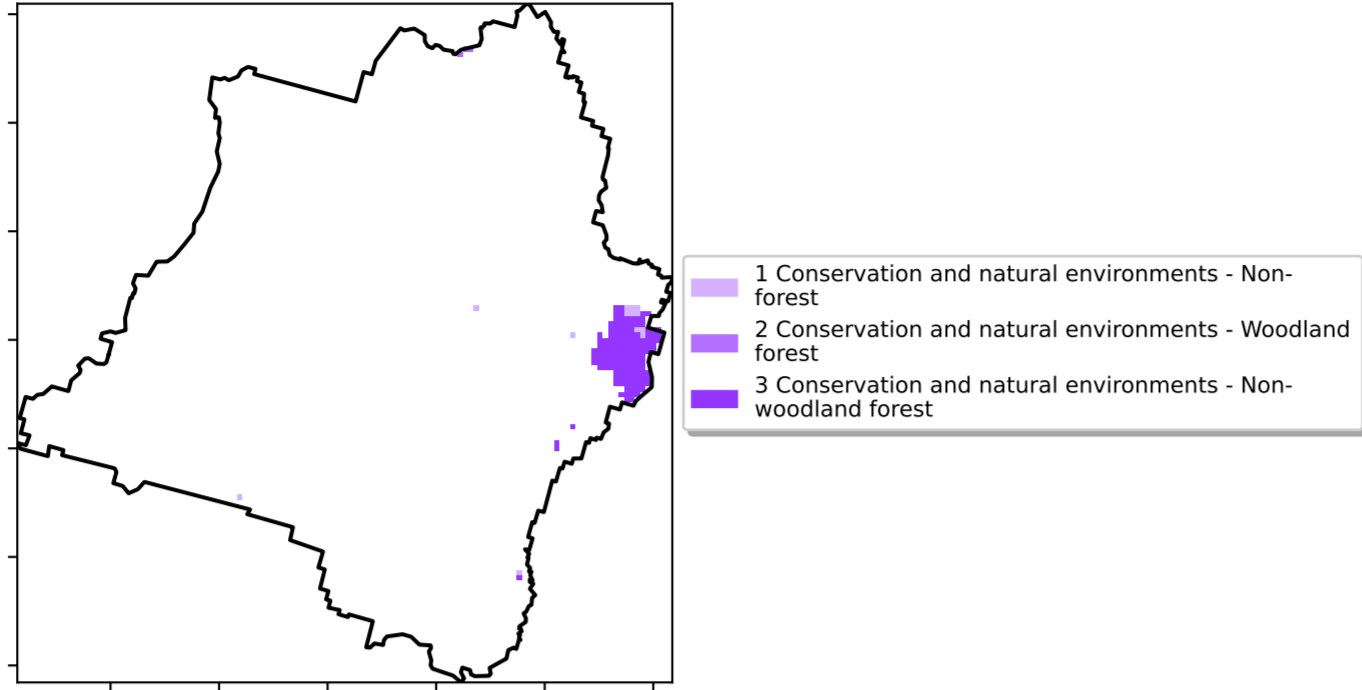 1 Conservation and natural environments - Non-
forest
2 Conservation and natural environments - Woodland
forest
3 Conservation and natural environments - Non-
woodland forest